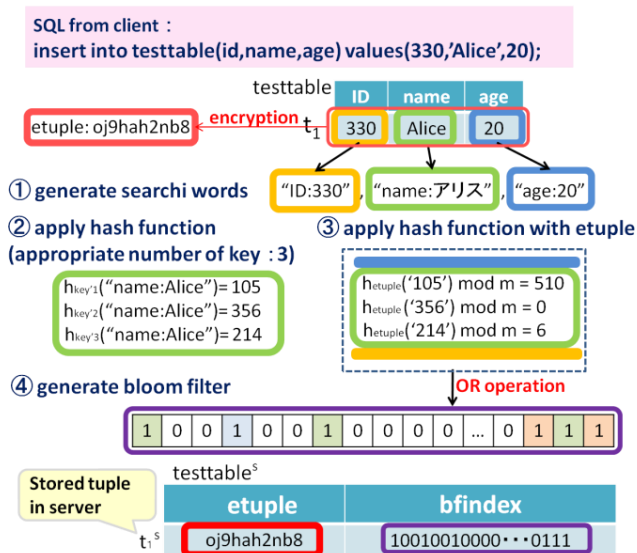 SQL from client：
insert into testtable(id,name,age) values(330,'Alice',20);
testtable
ID name age
etuple: oj9hah2nb8 encryption t1 330 Alice 20
① generate searchi words "ID:330", "name:アリス", "age:20"
② apply hash function
(appropriate number of key：3)
hkey'1("name:Alice")= 105
hkey'2("name:Alice")= 356
hkey'3("name:Alice")= 214
③ apply hash function with etuple
hetuple('105') mod m = 510
hetuple('356') mod m = 0
hetuple('214') mod m = 6
④ generate bloom filter
OR operation
1 0 0 1 0 0 1 0 0 0 0 ... 0 1 1 1
Stored tuple
in server
testtables
etuple bfindex
t1s oj9hah2nb8 10010010000・・・0111